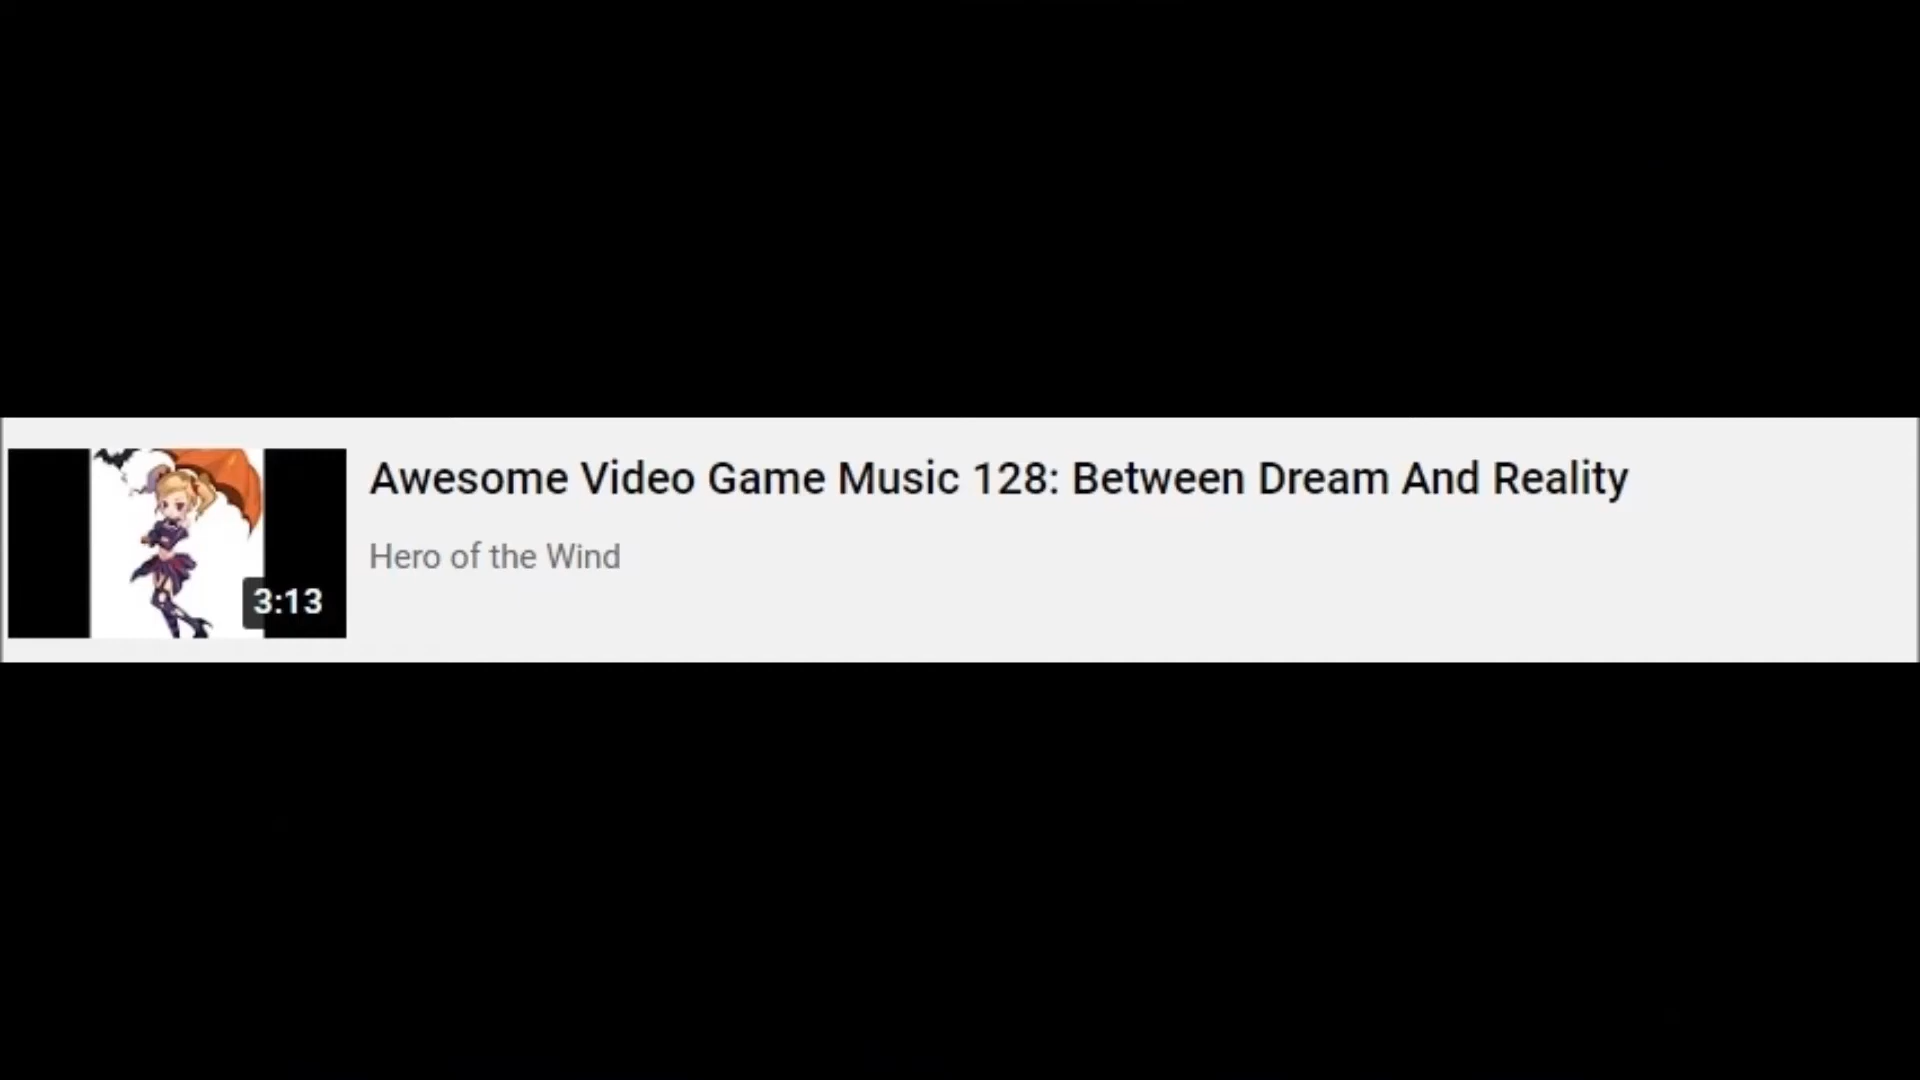 Awesome Video Game Music 128: Between Dream And Reality
Hero of the Wind
3:13